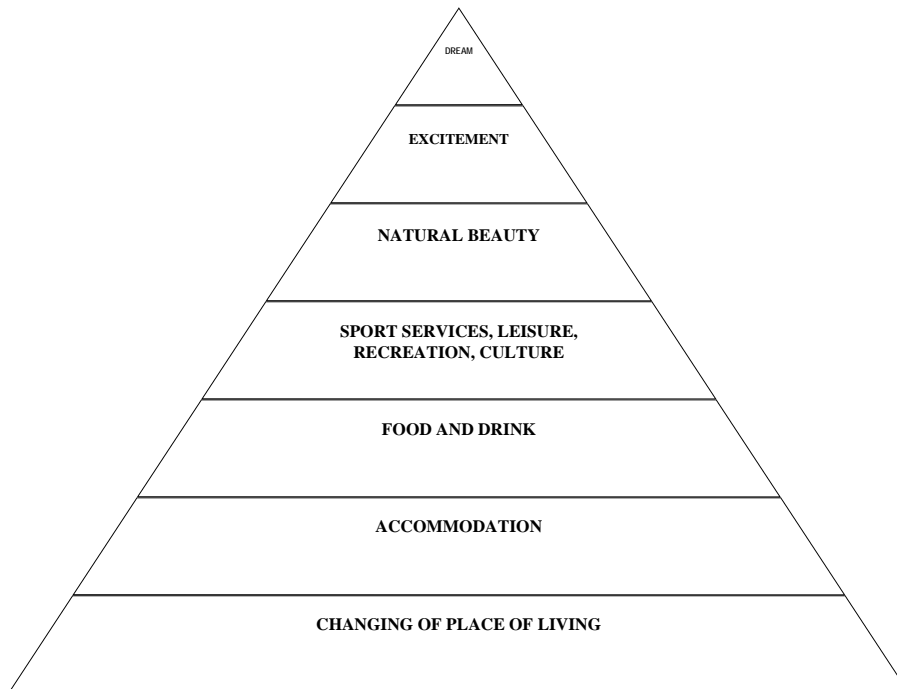 DREAM
EXCITEMENT
NATURAL BEAUTY
SPORT SERVICES, LEISURE,
RECREATION, CULTURE
FOOD AND DRINK
ACCOMMODATION
CHANGING OF PLACE OF LIVING